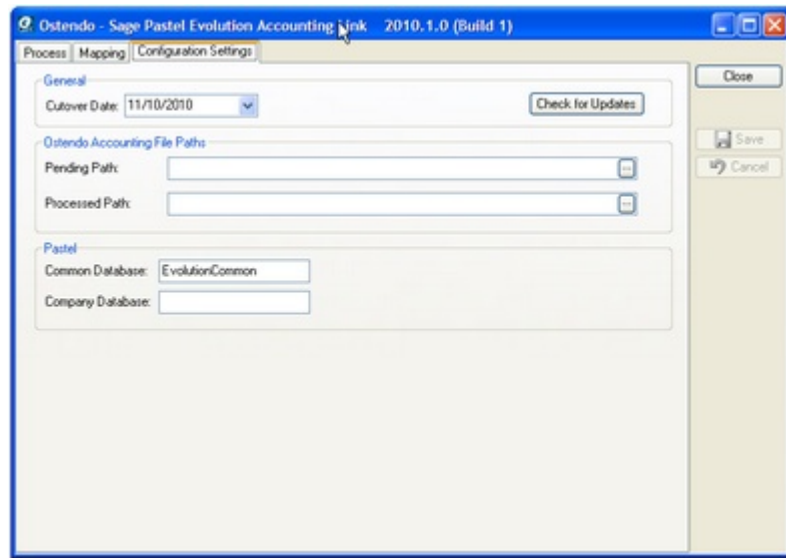 Ostendo - Sage Pastel Evolution Accounting Link 2010.1.0 (Build 1)
Process Mapping Configuration Settings
Close
General
Cutover Date: 11/10/2010 Check for Updates
Save
Ostendo Accounting File Paths
Cancel
Pending Path: ...
Processed Path: ...
Pastel
Common Database: EvolutionCommon
Company Database: